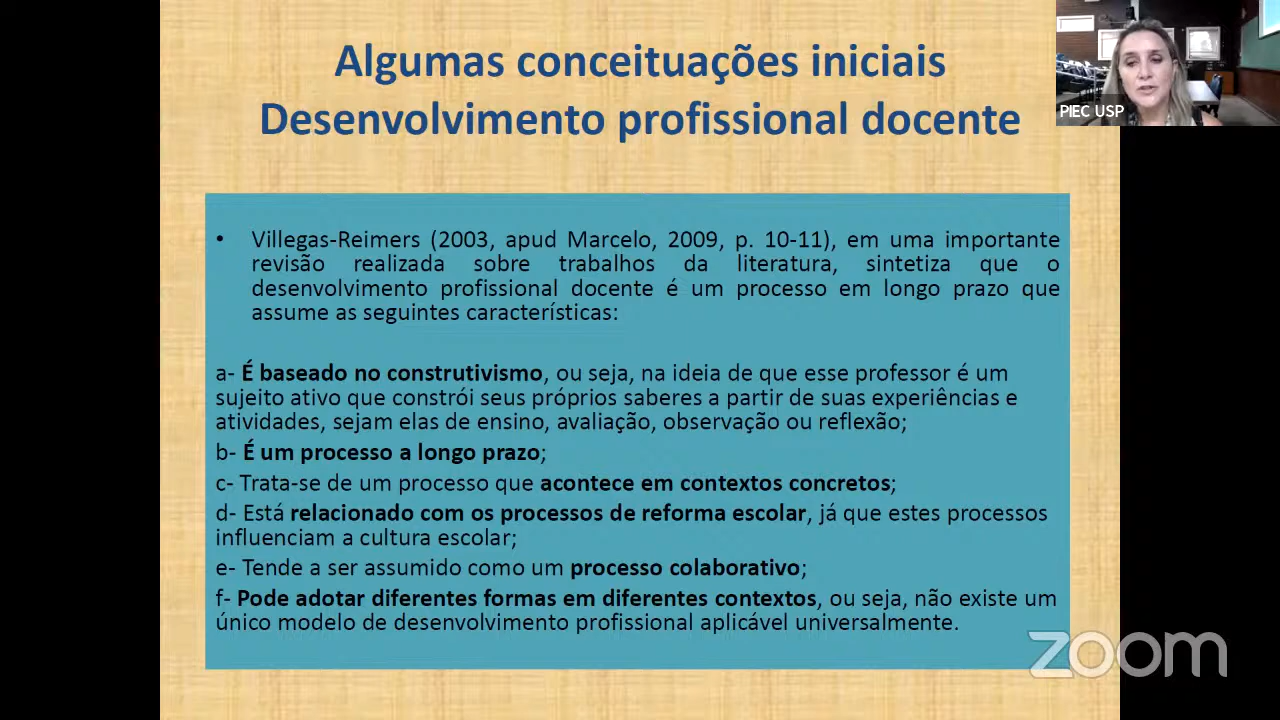 Algumas conceituações iniciais
Desenvolvimento profissional docente
PIEC USP
• Villegas-Reimers (2003, apud Marcelo, 2009, p. 10-11), em uma importante
revisão realizada sobre trabalhos da literatura, sintetiza que o
desenvolvimento profissional docente é um processo em longo prazo que
assume as seguintes características:
a- É baseado no construtivismo, ou seja, na ideia de que esse professor é um
sujeito ativo que constrói seus próprios saberes a partir de suas experiências e
atividades, sejam elas de ensino, avaliação, observação ou reflexão;
b- É um processo a longo prazo;
c- Trata-se de um processo que acontece em contextos concretos;
d- Está relacionado com os processos de reforma escolar, já que estes processos
influenciam a cultura escolar;
e- Tende a ser assumido como um processo colaborativo;
f- Pode adotar diferentes formas em diferentes contextos, ou seja, não existe um
único modelo de desenvolvimento profissional aplicável universalmente.
zoom